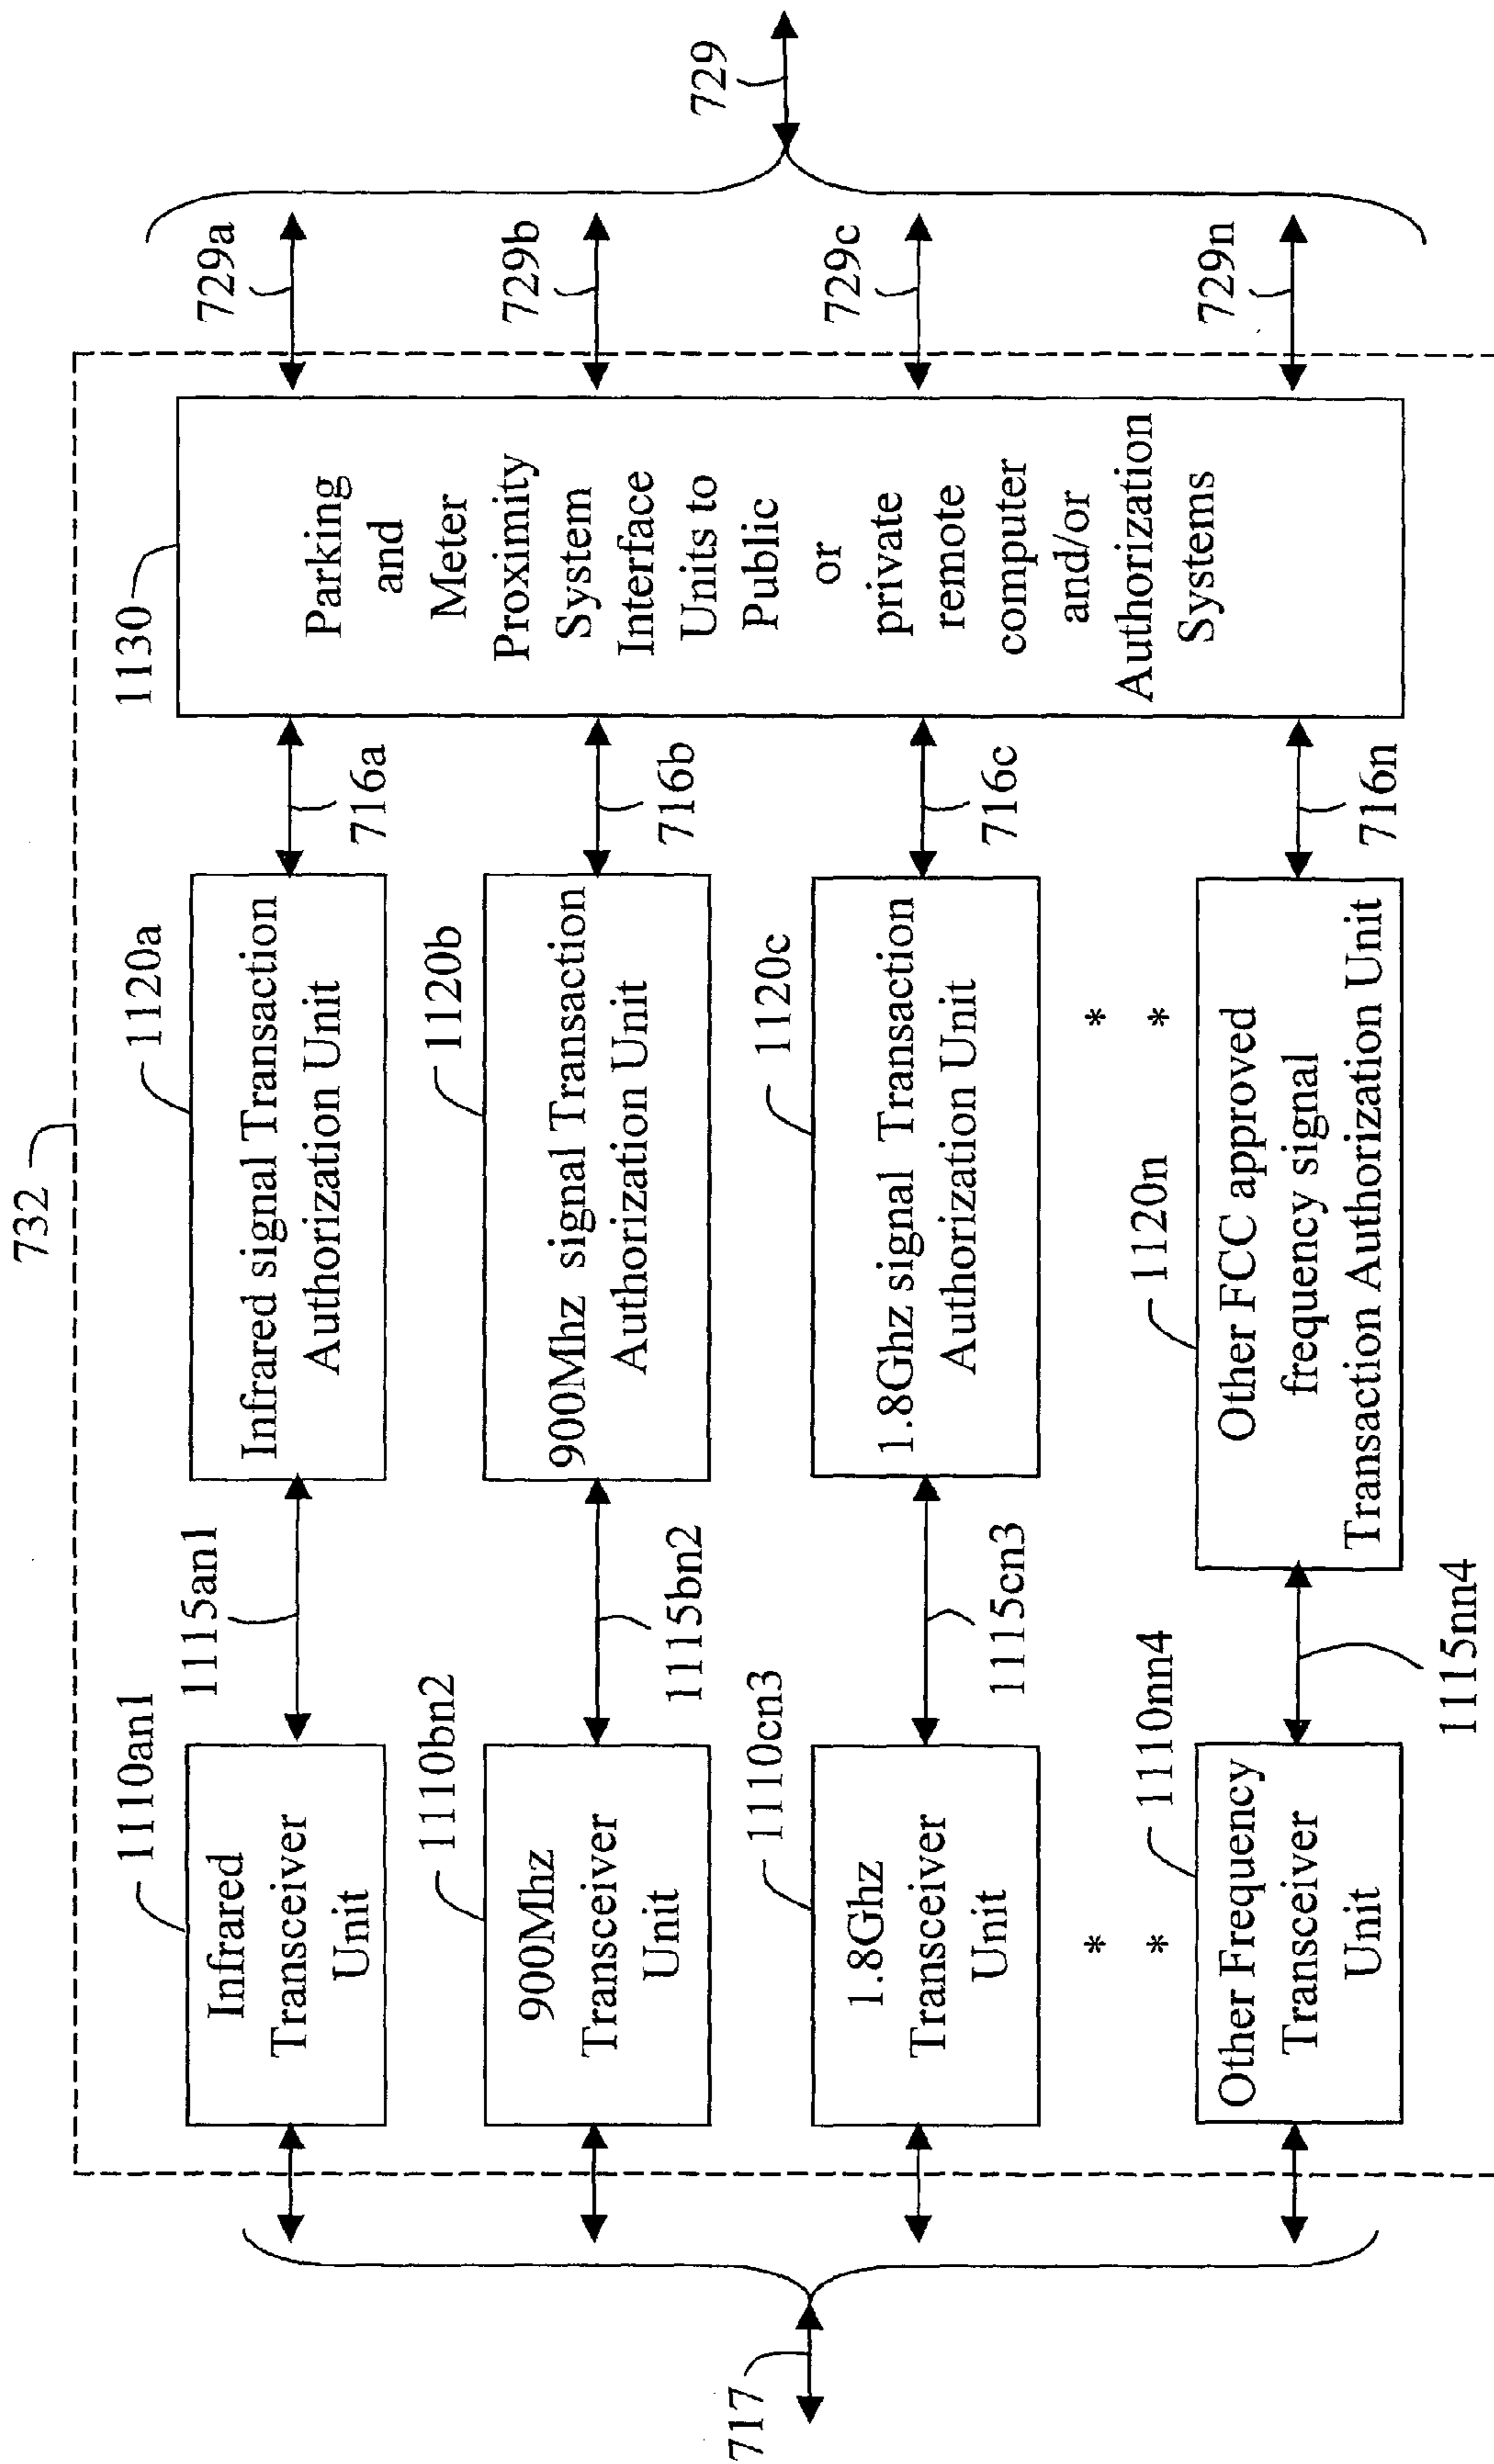 732
1110an1
Infrared
Transceiver
Unit
1115an1
1120a
Infrared signal Transaction
Authorization Unit
716a
1130
Parking
and
Meter
Proximity
System
Interface
Units to
Public
or
private
remote
computer
and/or
Authorization
Systems
729a
1110bn2
900Mhz
Transceiver
Unit
1115bn2
1120b
900Mhz signal Transaction
Authorization Unit
716b
729b
729
717
1110cn3
1.8Ghz
Transceiver
Unit
1115cn3
1120c
1.8Ghz signal Transaction
Authorization Unit
716c
729c
*
*
*
*
1110nn4
Other Frequency
Transceiver
Unit
1115nn4
1120n
Other FCC approved
frequency signal
Transaction Authorization Unit
716n
729n